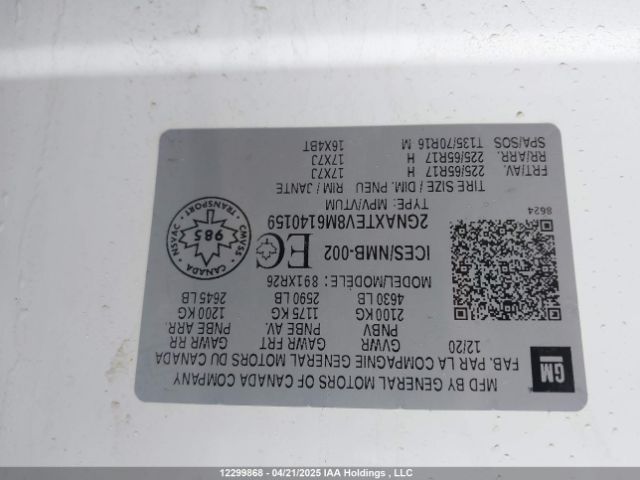 MFD BY GENERAL MOTORS OF CANADA COMPANY
FAB. PAR LA COMPAGNIE GENERAL MOTORS DU CANADA
GM
12/20 GVWR GAWR FRT GAWR RR
PNBV PNBE AV. PNBE ARR.
2100 KG 1175 KG 1200 KG
4630 LB 2590 LB 2645 LB
MODEL/MODÈLE: 891XR26
ICES/NMB-002 EC
2GNAXTEV8M6140159
TYPE: MPV/VTUM
TRANSPORT
NSVAC CMVSS
985
CANADA
8624
TIRE SIZE / DIM. PNEU RIM / JANTE
FRT/AV. 225/65R17 H 17X7J
RR/ARR. 225/65R17 H 17X7J
SPA/SOS T135/70R16 M 16X4BT
12299868 - 04/21/2025 IAA Holdings , LLC